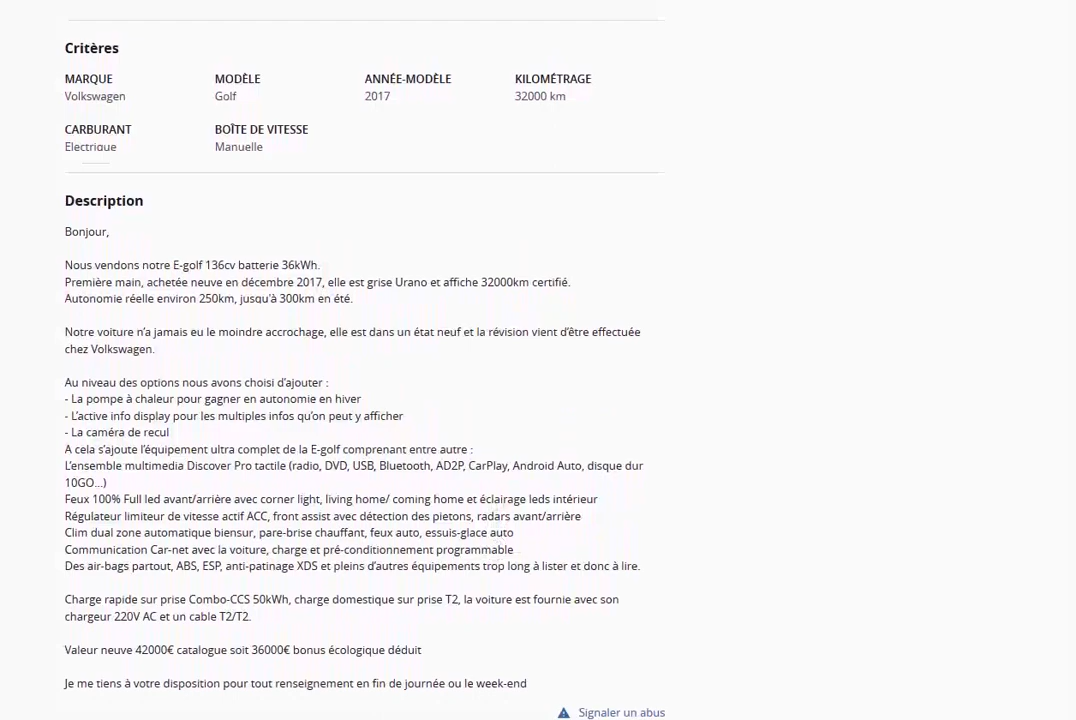 Critères
MARQUE MODÈLE ANNÉE-MODÈLE KILOMÉTRAGE
Volkswagen Golf 2017 32000 km
CARBURANT BOÎTE DE VITESSE
Electrique Manuelle
Description
Bonjour,
Nous vendons notre E-golf 136cv batterie 36kWh.
Première main, achetée neuve en décembre 2017, elle est grise Urano et affiche 32000km certifié.
Autonomie réelle environ 250km, jusqu'à 300km en été.
Notre voiture n’a jamais eu le moindre accrochage, elle est dans un état neuf et la révision vient d’être effectuée
chez Volkswagen.
Au niveau des options nous avons choisi d’ajouter :
- La pompe à chaleur pour gagner en autonomie en hiver
- L’active info display pour les multiples infos qu’on peut y afficher
- La caméra de recul
A cela s’ajoute l’équipement ultra complet de la E-golf comprenant entre autre :
L’ensemble multimedia Discover Pro tactile (radio, DVD, USB, Bluetooth, AD2P, CarPlay, Android Auto, disque dur
10GO...)
Feux 100% Full led avant/arrière avec corner light, living home/ coming home et éclairage leds intérieur
Régulateur limiteur de vitesse actif ACC, front assist avec détection des pietons, radars avant/arrière
Clim dual zone automatique biensur, pare-brise chauffant, feux auto, essuis-glace auto
Communication Car-net avec la voiture, charge et pré-conditionnement programmable
Des air-bags partout, ABS, ESP, anti-patinage XDS et pleins d’autres équipements trop long à lister et donc à lire.
Charge rapide sur prise Combo-CCS 50kWh, charge domestique sur prise T2, la voiture est fournie avec son
chargeur 220V AC et un cable T2/T2.
Valeur neuve 42000€ catalogue soit 36000€ bonus écologique déduit
Je me tiens à votre disposition pour tout renseignement en fin de journée ou le week-end
Signaler un abus